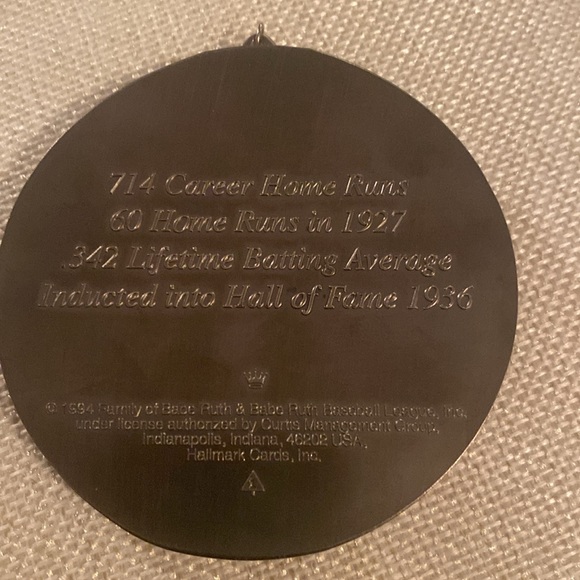 714 Career Home Runs
60 Home Runs in 1927
.342 Lifetime Batting Average
Inducted into Hall of Fame 1936
© 1994 Family of Babe Ruth & Babe Ruth Baseball League, Inc.
under license authorized by Curtis Management Group,
Indianapolis, Indiana, 46202 USA.
Hallmark Cards, Inc.